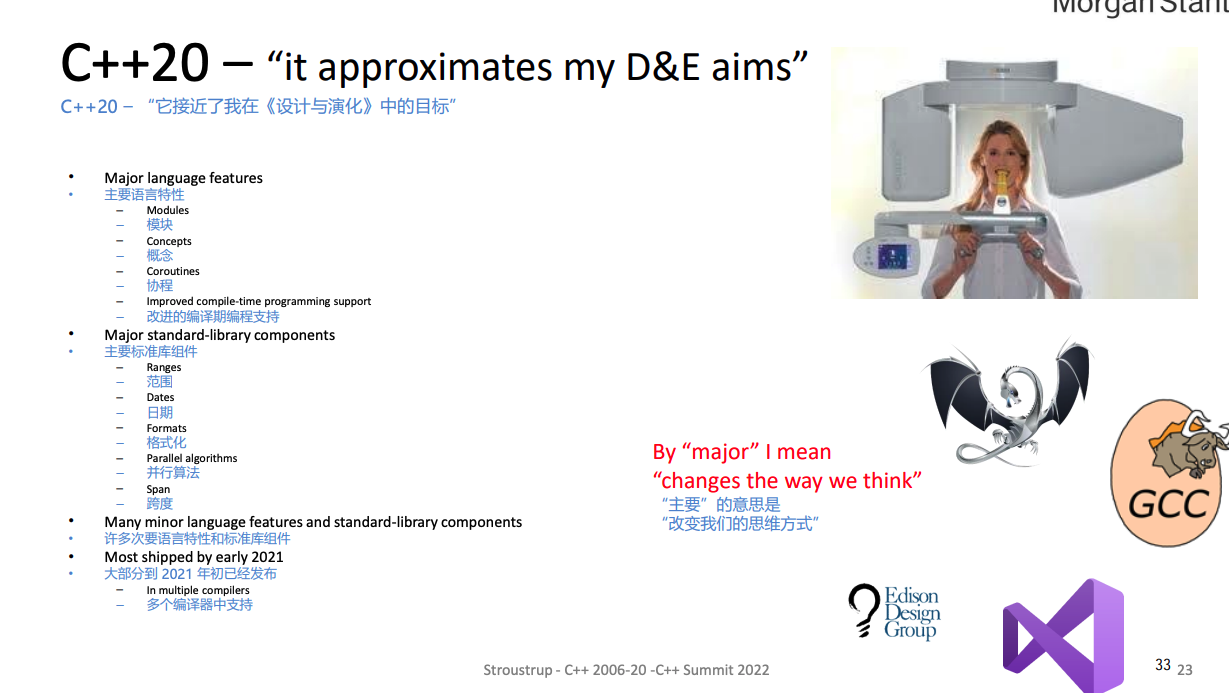 Morgan Stanl
C++20 – “it approximates my D&E aims”
C++20 – “它接近了我在《设计与演化》中的目标”
• Major language features
• 主要语言特性
– Modules
– 模块
– Concepts
– 概念
– Coroutines
– 协程
– Improved compile-time programming support
– 改进的编译期编程支持
• Major standard-library components
• 主要标准库组件
– Ranges
– 范围
– Dates
– 日期
– Formats
– 格式化
– Parallel algorithms
– 并行算法
– Span
– 跨度
• Many minor language features and standard-library components
• 许多次要语言特性和标准库组件
• Most shipped by early 2021
• 大部分到 2021 年初已经发布
– In multiple compilers
– 多个编译器中支持
By “major” I mean
“changes the way we think”
“主要”的意思是
“改变我们的思维方式”
GCC
Edison
Design
Group
Stroustrup - C++ 2006-20 -C++ Summit 2022
33
23